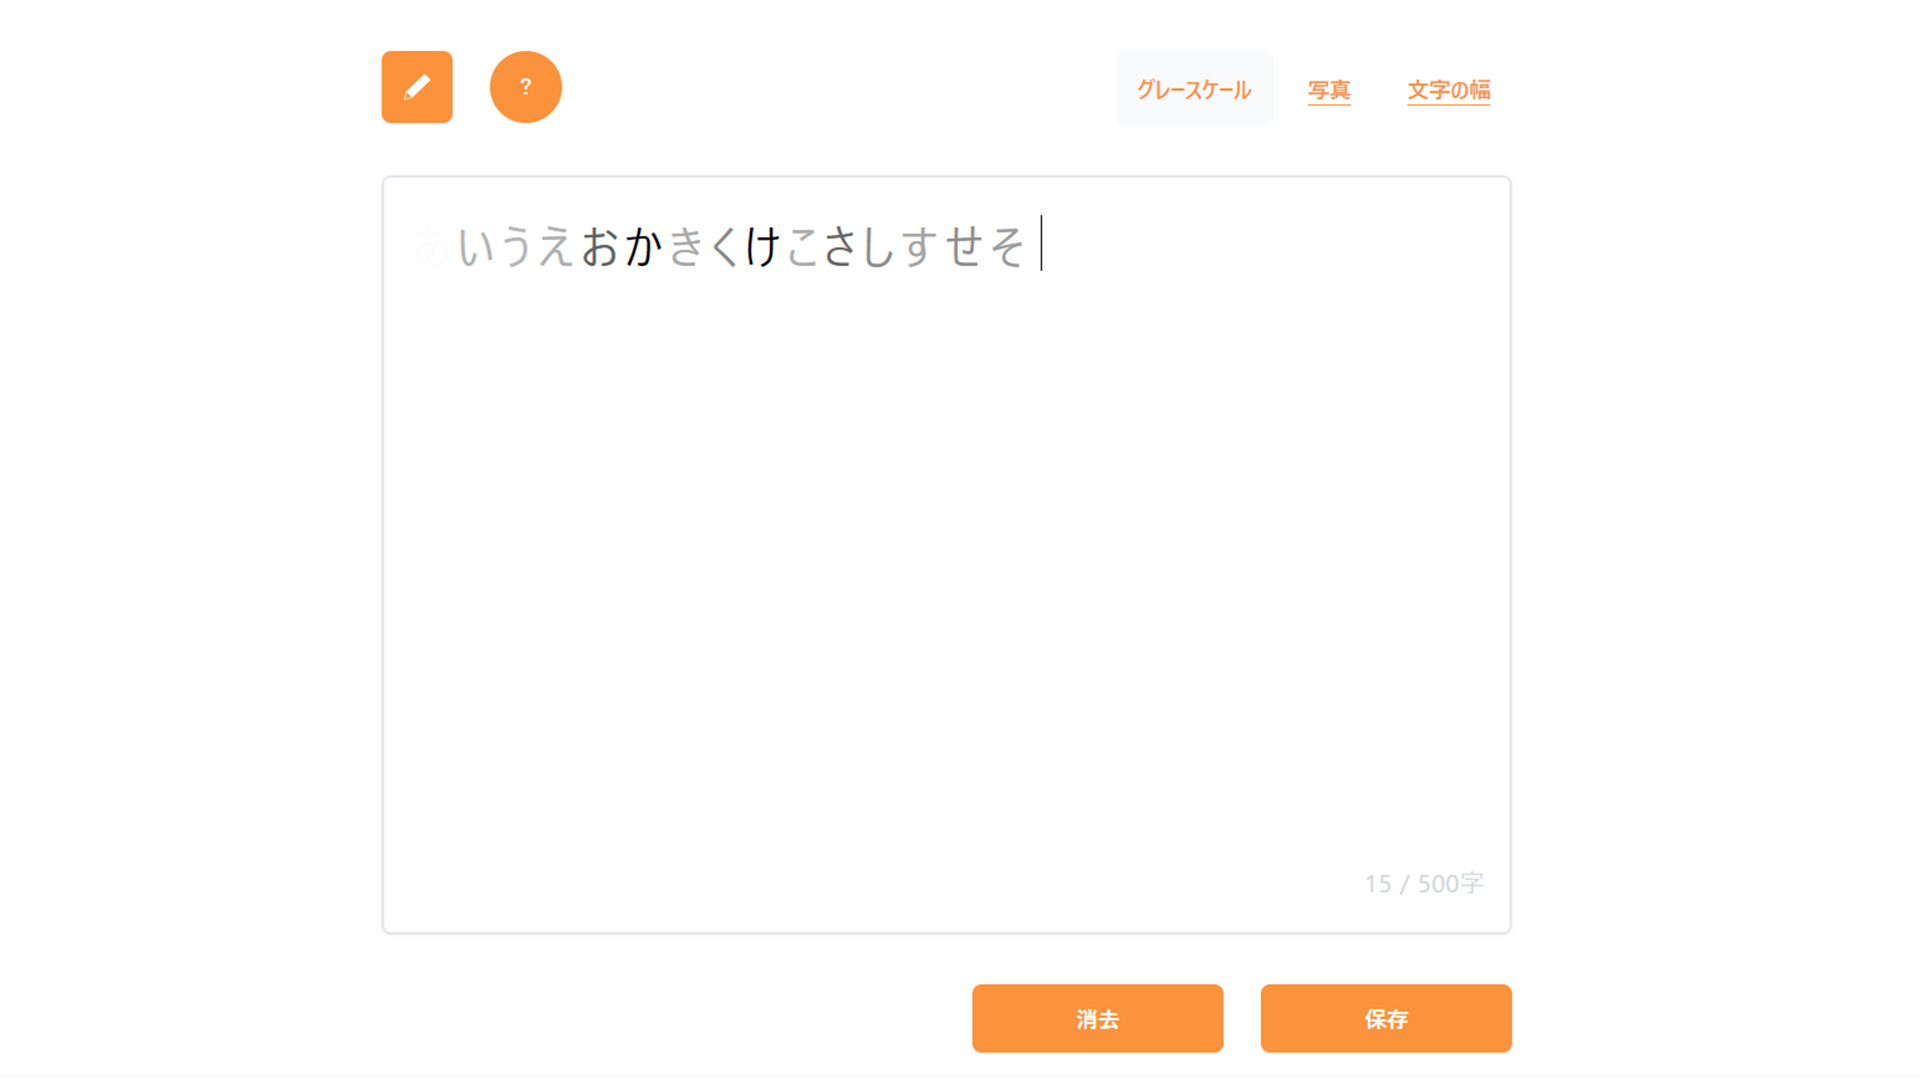 ?
グレースケール 写真 文字の幅
あいうえおかきくけこさしすせそ
15 / 500字
消去 保存